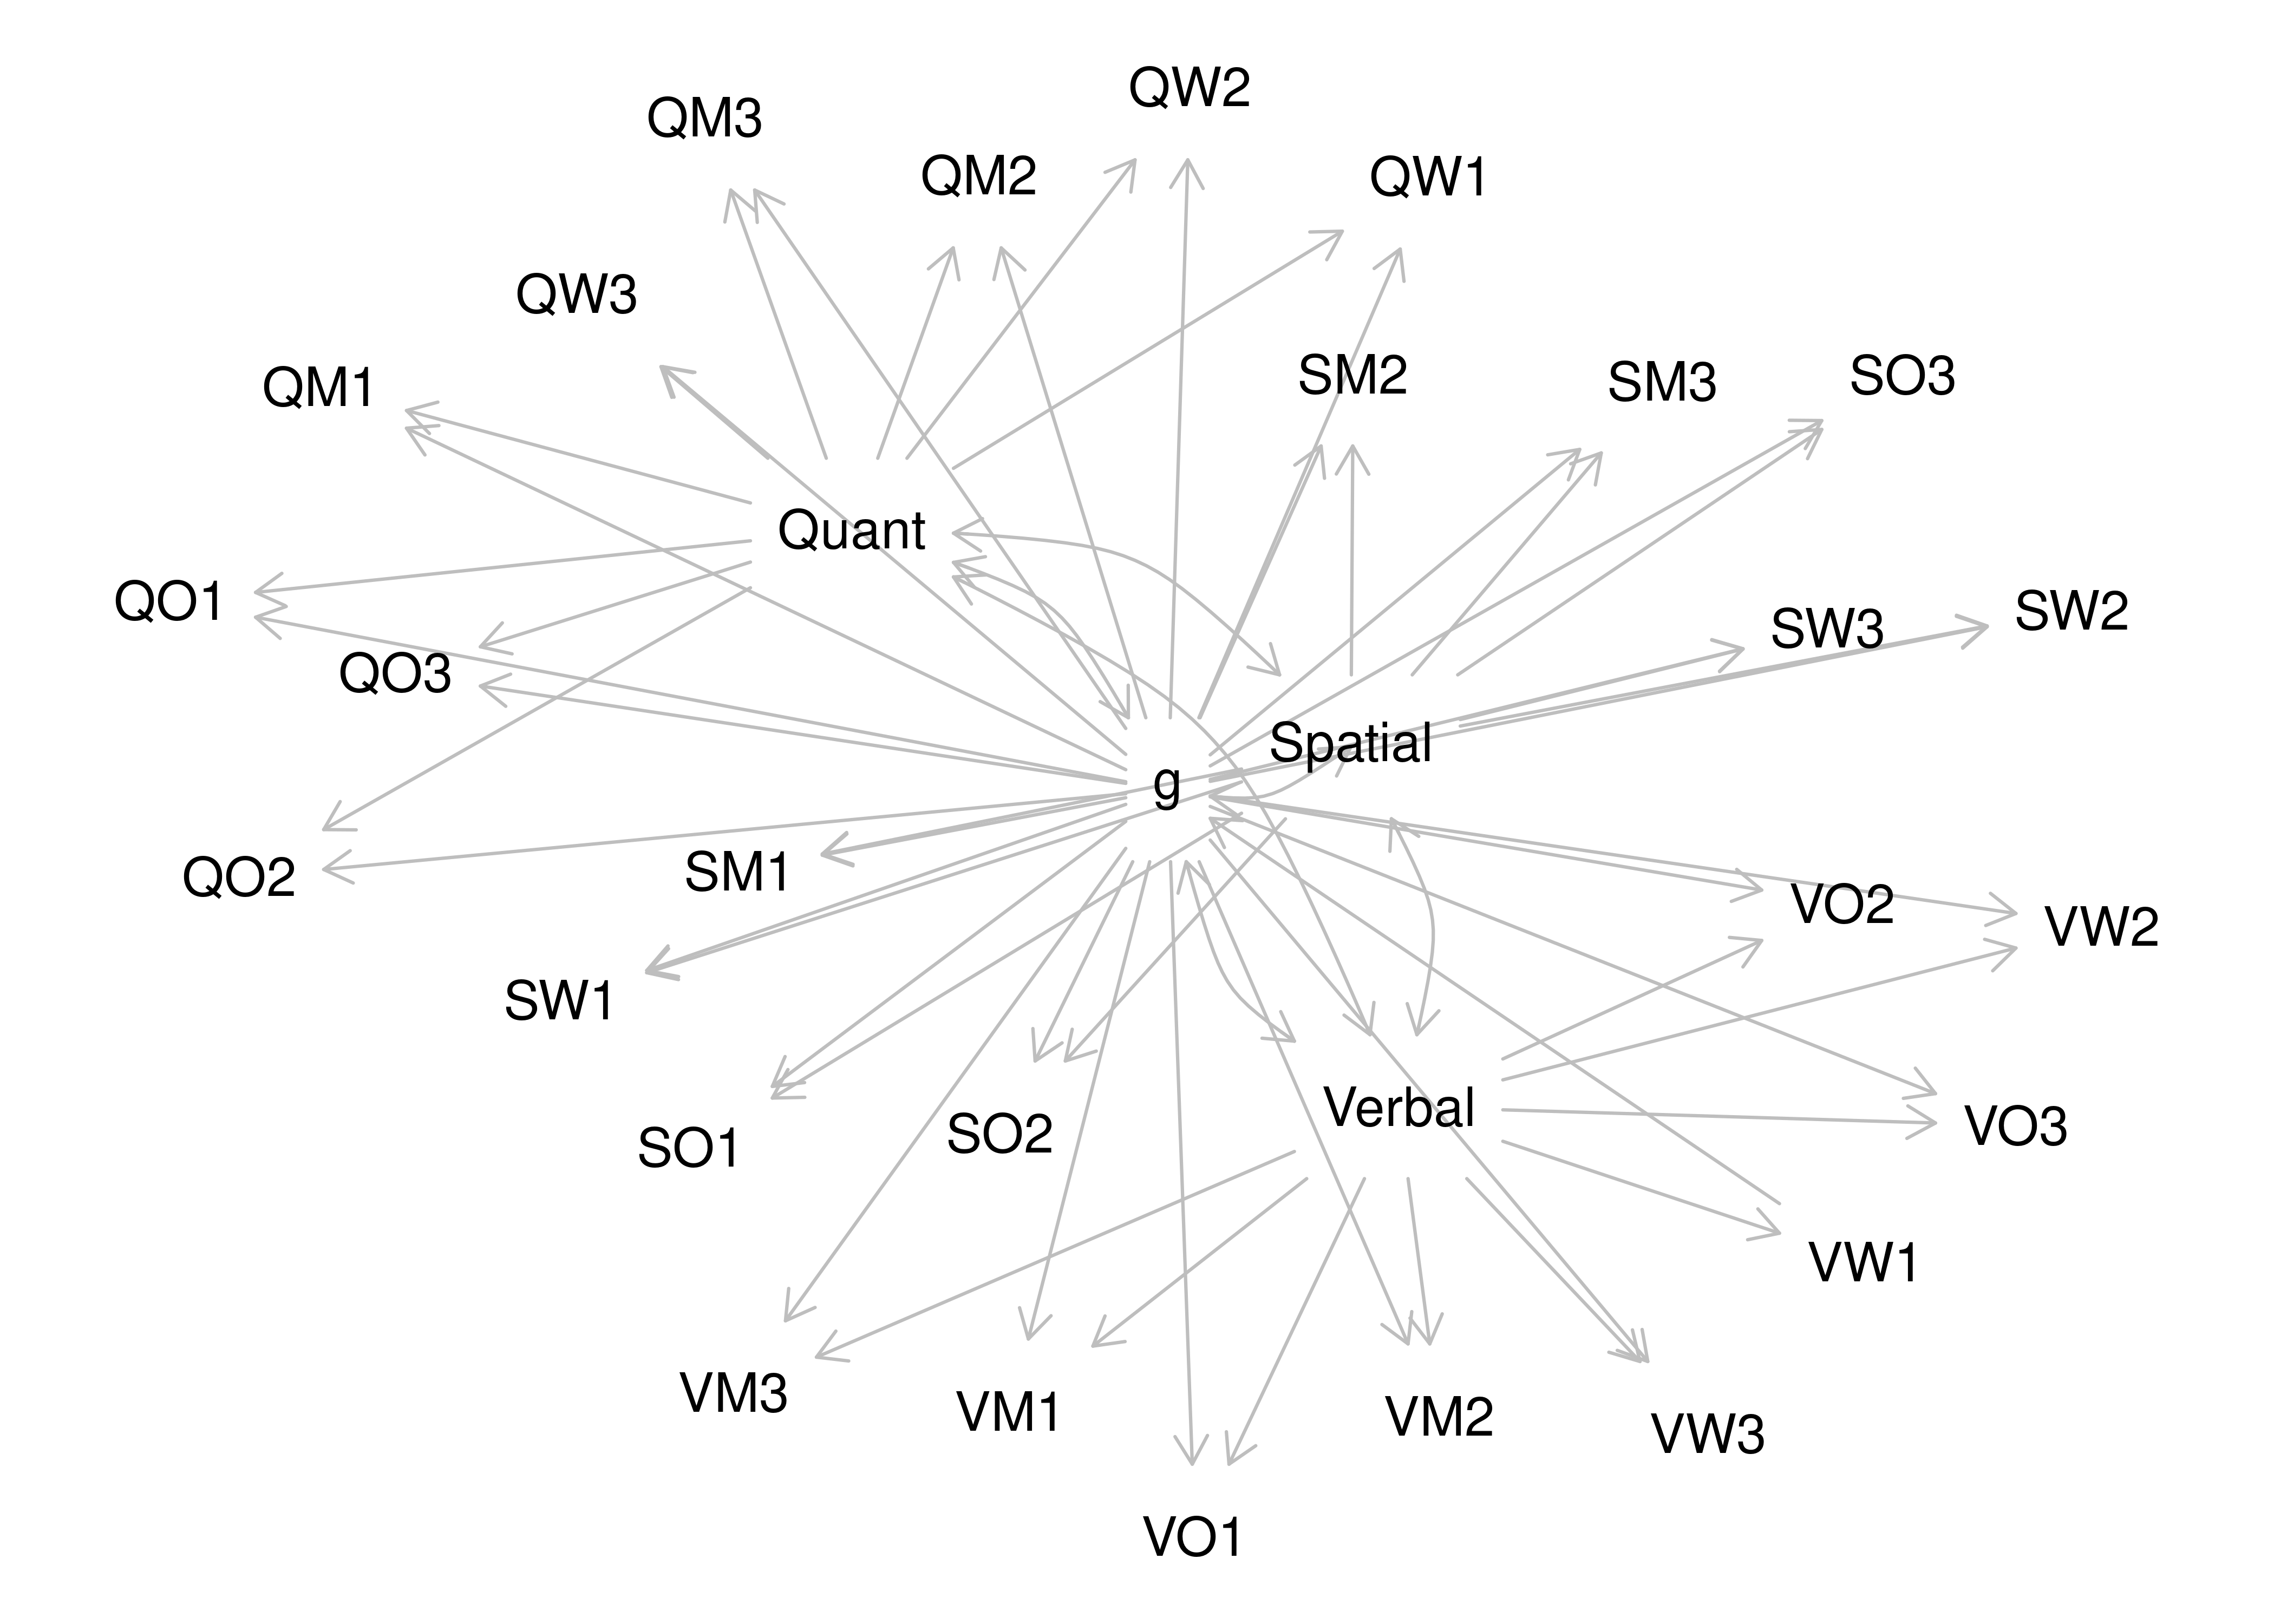 QW2
QM3
QM2
QW1
QW3
SM2
SM3
SO3
QM1
Quant
QO1
SW3
SW2
QO3
Spatial
g
SM1
QO2
VO2
VW2
SW1
Verbal
VO3
SO2
SO1
VW1
VM3
VM1
VM2
VW3
VO1